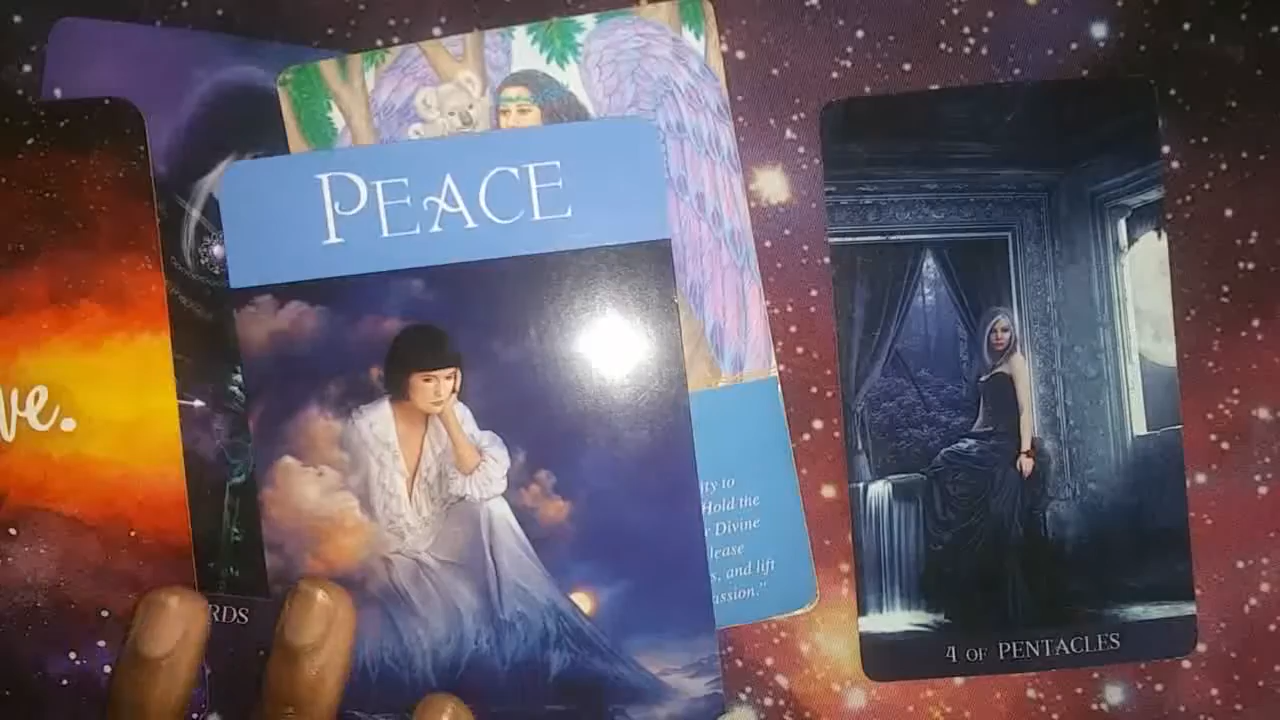 PEACE
ve.
ity to
Hold the
r Divine
lease
s, and lift
assion."
RDS
4 OF PENTACLES